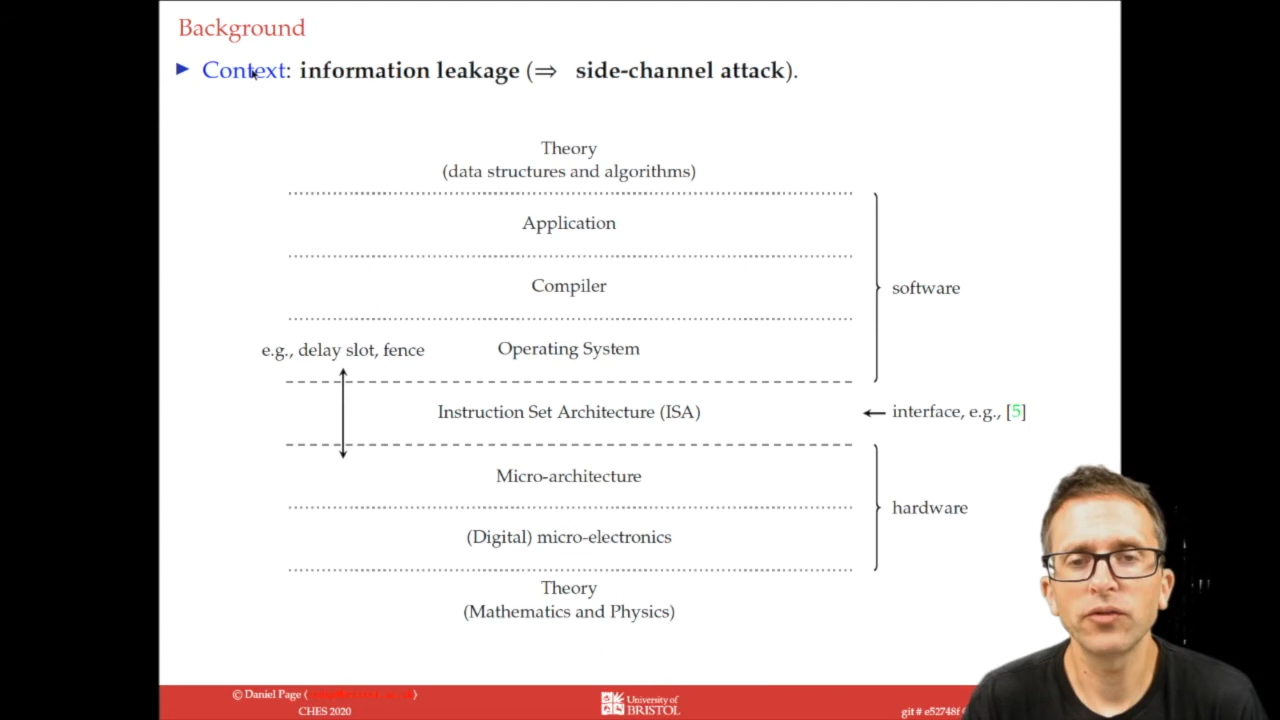 Background
Context: information leakage (⇒ side-channel attack).
Theory
(data structures and algorithms)
Application
Compiler
software
e.g., delay slot, fence
Operating System
Instruction Set Architecture (ISA)
interface, e.g., [5]
Micro-architecture
hardware
(Digital) micro-electronics
Theory
(Mathematics and Physics)
© Daniel Page (
)
CHES 2020
University of
BRISTOL
git # e52748f